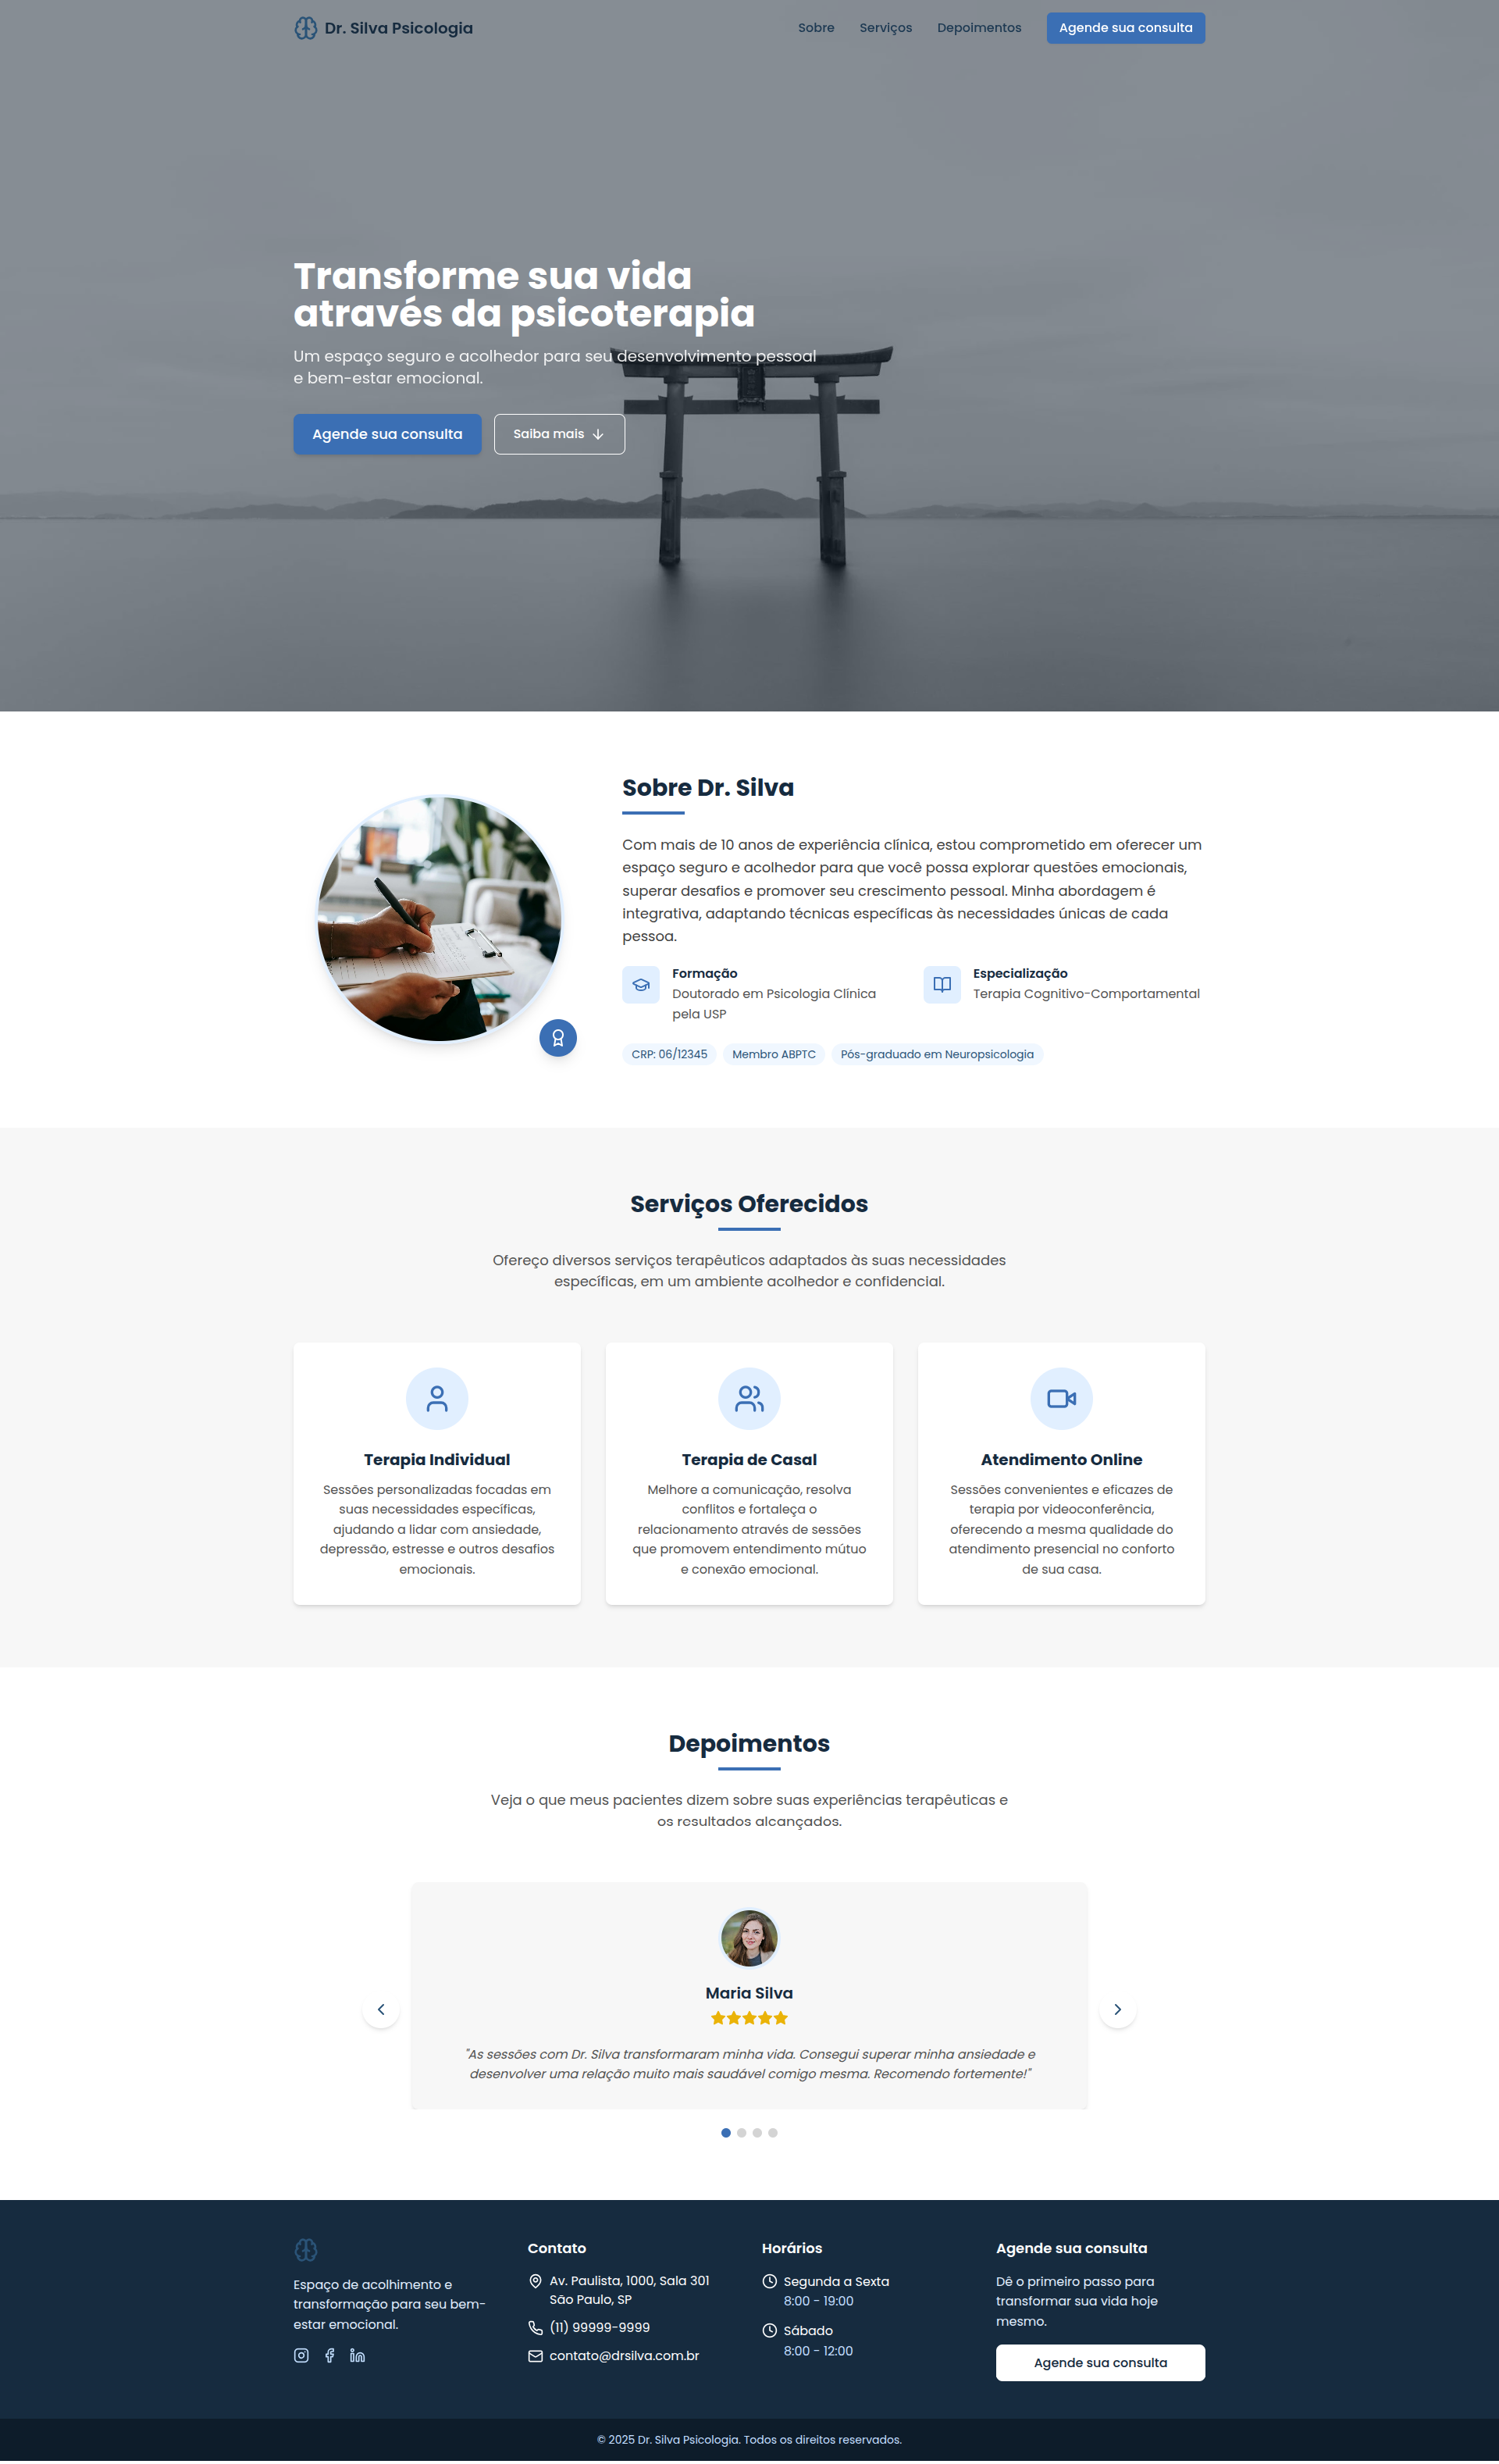 Dr. Silva Psicologia
Sobre
Serviços
Depoimentos
Agende sua consulta
Transforme sua vida
através da psicoterapia
Um espaço seguro e acolhedor para seu desenvolvimento pessoal
e bem-estar emocional.
Agende sua consulta
Saiba mais
Sobre Dr. Silva
Com mais de 10 anos de experiência clínica, estou comprometido em oferecer um
espaço seguro e acolhedor para que você possa explorar questões emocionais,
superar desafios e promover seu crescimento pessoal. Minha abordagem é
integrativa, adaptando técnicas específicas às necessidades únicas de cada
pessoa.
Formação
Doutorado em Psicologia Clínica
pela USP
Especialização
Terapia Cognitivo-Comportamental
CRP: 06/12345
Membro ABPTC
Pós-graduado em Neuropsicologia
Serviços Oferecidos
Ofereço diversos serviços terapêuticos adaptados às suas necessidades
específicas, em um ambiente acolhedor e confidencial.
Terapia Individual
Sessões personalizadas focadas em
suas necessidades específicas,
ajudando a lidar com ansiedade,
depressão, estresse e outros desafios
emocionais.
Terapia de Casal
Melhore a comunicação, resolva
conflitos e fortaleça o
relacionamento através de sessões
que promovem entendimento mútuo
e conexão emocional.
Atendimento Online
Sessões convenientes e eficazes de
terapia por videoconferência,
oferecendo a mesma qualidade do
atendimento presencial no conforto
de sua casa.
Depoimentos
Veja o que meus pacientes dizem sobre suas experiências terapêuticas e
os resultados alcançados.
Maria Silva
"As sessões com Dr. Silva transformaram minha vida. Consegui superar minha ansiedade e
desenvolver uma relação muito mais saudável comigo mesma. Recomendo fortemente!"
Espaço de acolhimento e
transformação para seu bem-
estar emocional.
Contato
Av. Paulista, 1000, Sala 301
São Paulo, SP
(11) 99999-9999
contato@drsilva.com.br
Horários
Segunda a Sexta
8:00 - 19:00
Sábado
8:00 - 12:00
Agende sua consulta
Dê o primeiro passo para
transformar sua vida hoje
mesmo.
Agende sua consulta
© 2025 Dr. Silva Psicologia. Todos os direitos reservados.